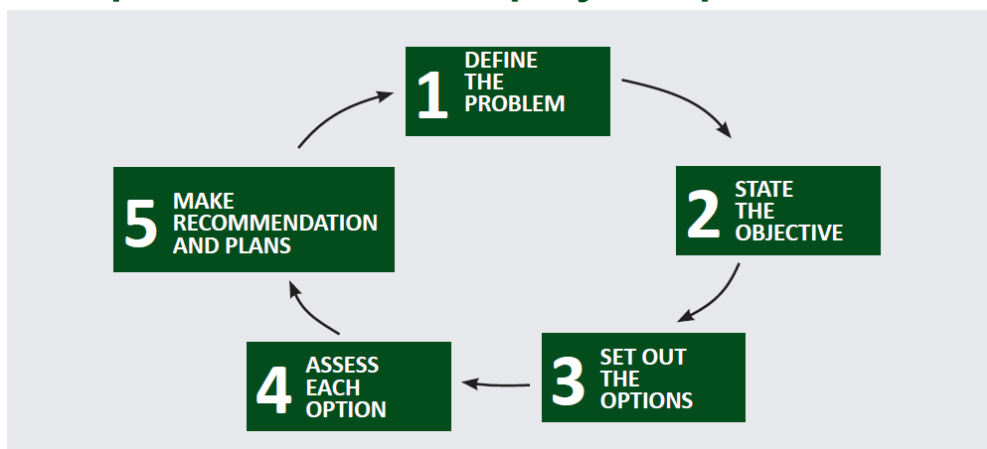 1 DEFINE
THE
PROBLEM
2 STATE
THE
OBJECTIVE
3 SET OUT
THE
OPTIONS
4 ASSESS
EACH
OPTION
5 MAKE
RECOMMENDATION
AND PLANS